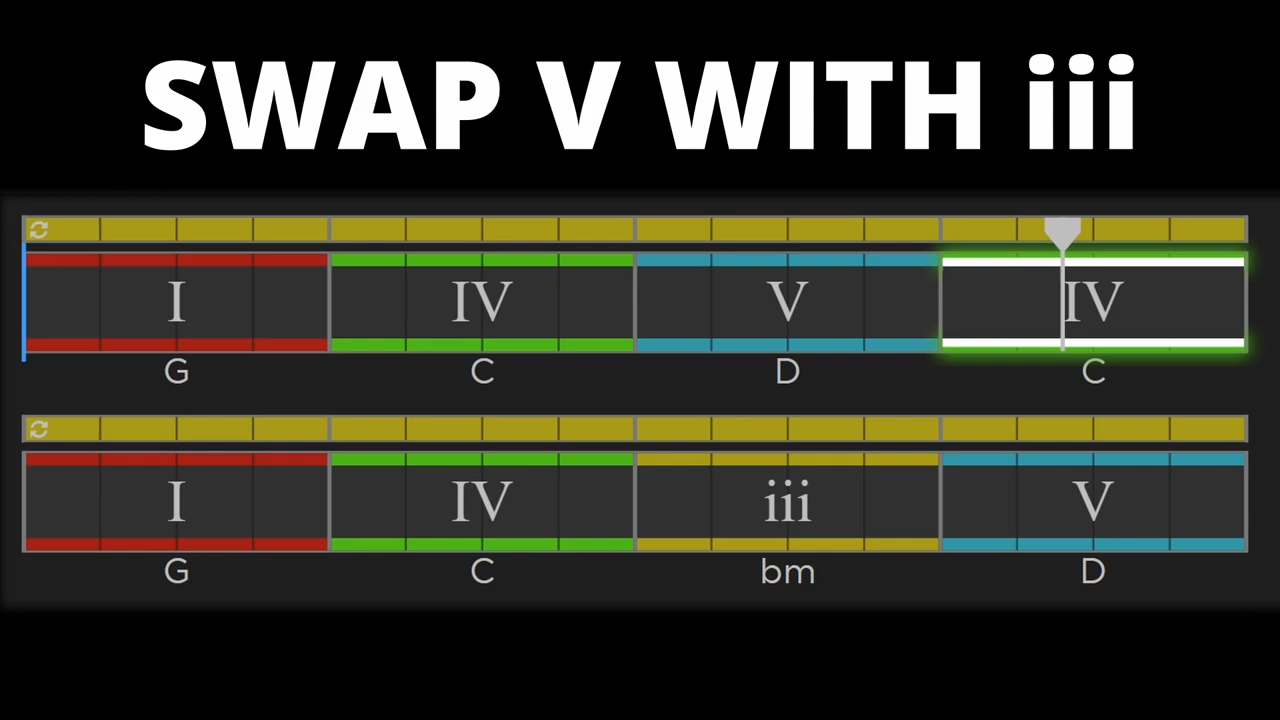 SWAP V WITH iii
I IV V IV
G C D C
I IV iii V
G C bm D